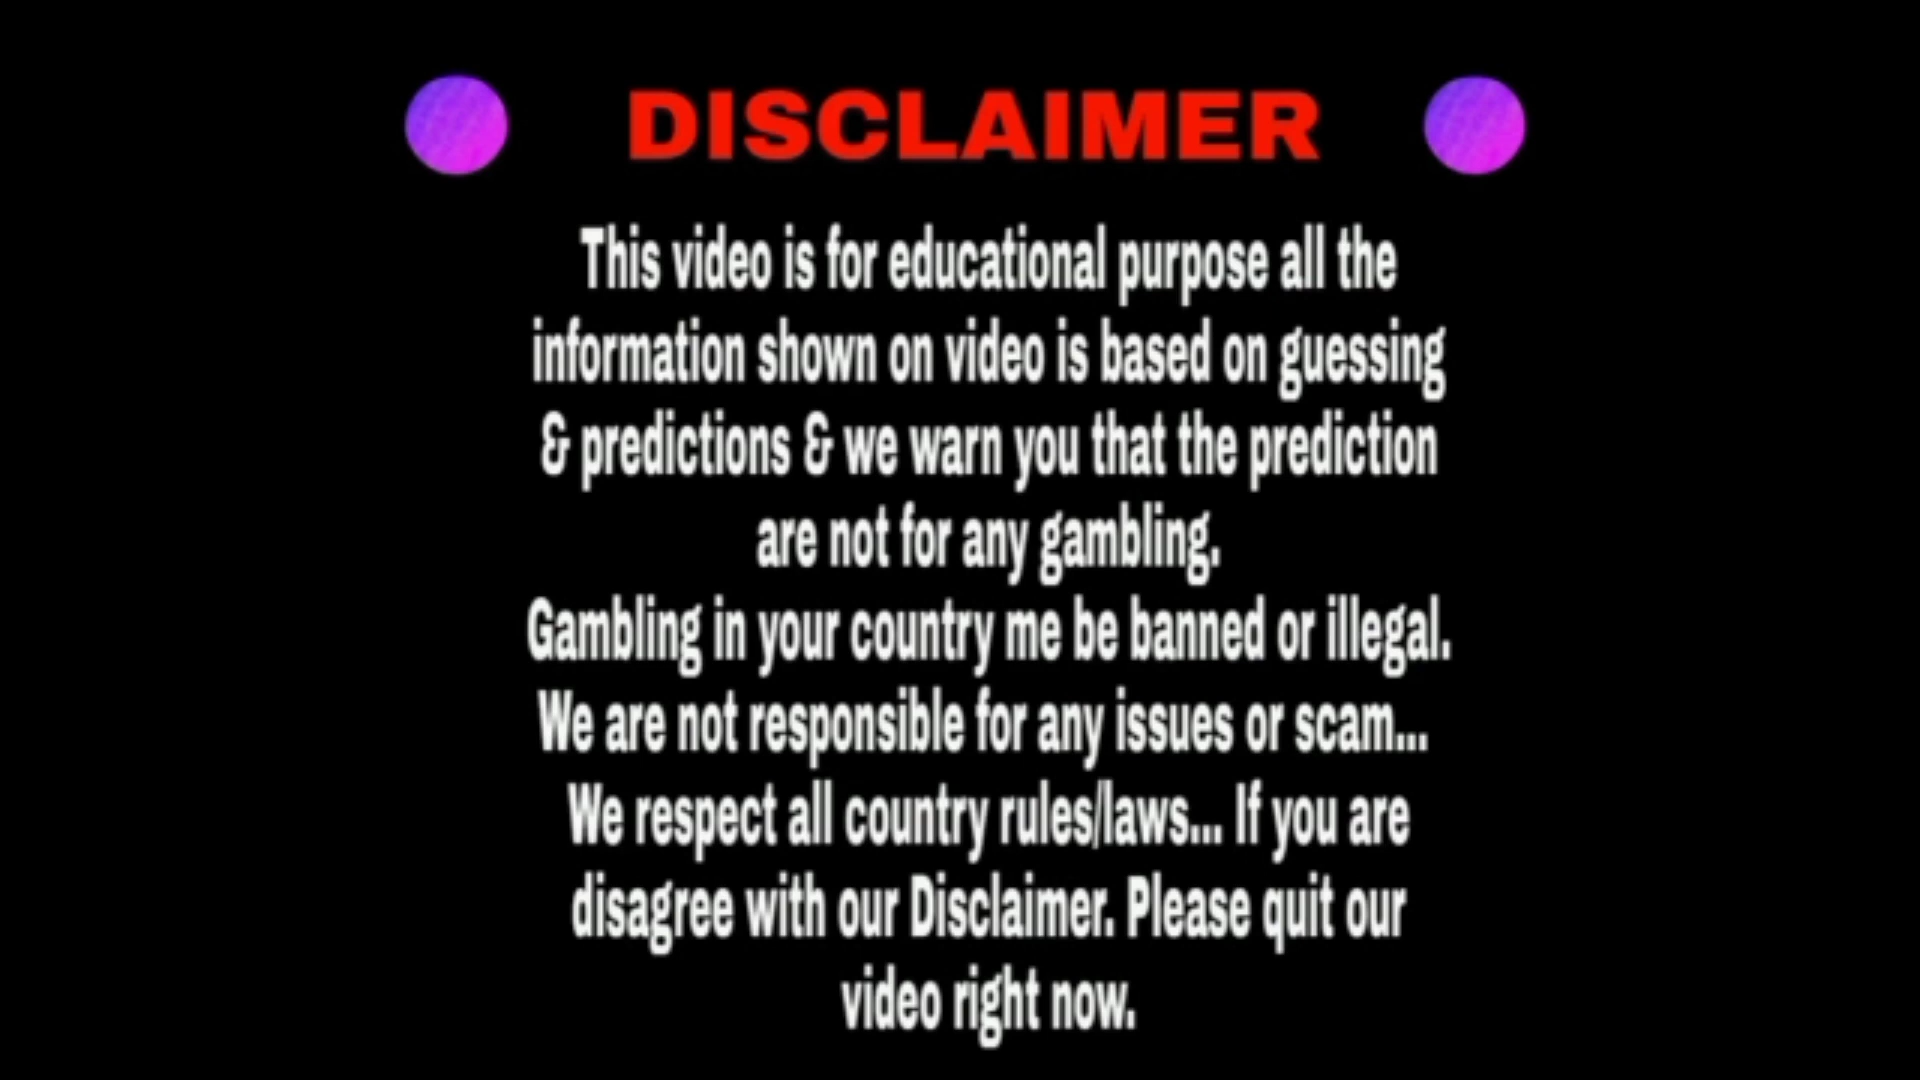 DISCLAIMER
This video is for educational purpose all the
information shown on video is based on guessing
& predictions & we warn you that the prediction
are not for any gambling.
Gambling in your country me be banned or illegal.
We are not responsible for any issues or scam...
We respect all country rules/laws... If you are
disagree with our Disclaimer. Please quit our
video right now.